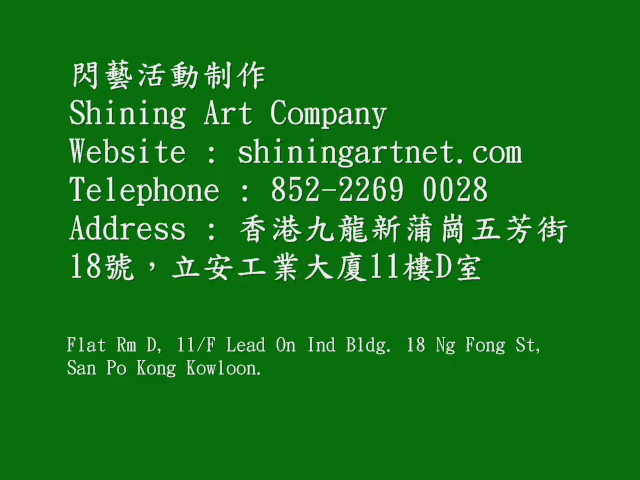 閃藝活動制作
Shining Art Company
Website : shiningartnet.com
Telephone : 852-2269 0028
Address : 香港九龍新蒲崗五芳街
18號，立安工業大廈11樓D室
Flat Rm D, 11/F Lead On Ind Bldg. 18 Ng Fong St,
San Po Kong Kowloon.